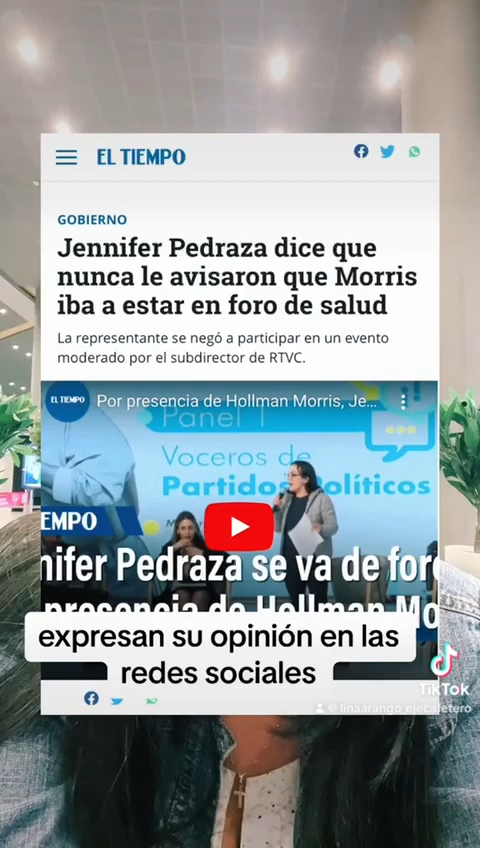 EL TIEMPO
GOBIERNO
Jennifer Pedraza dice que
nunca le avisaron que Morris
iba a estar en foro de salud
La representante se negó a participar en un evento
moderado por el subdirector de RTVC.
EL TIEMPO
Por presencia de Hollman Morris, Je...
Panel 1
Voceros de
Partidos Políticos
EMPO
nnifer Pedraza se va de foro
presencia de Hollman Mo
expresan su opinión en las
redes sociales
TikTok
@linaarango_ejecafetero